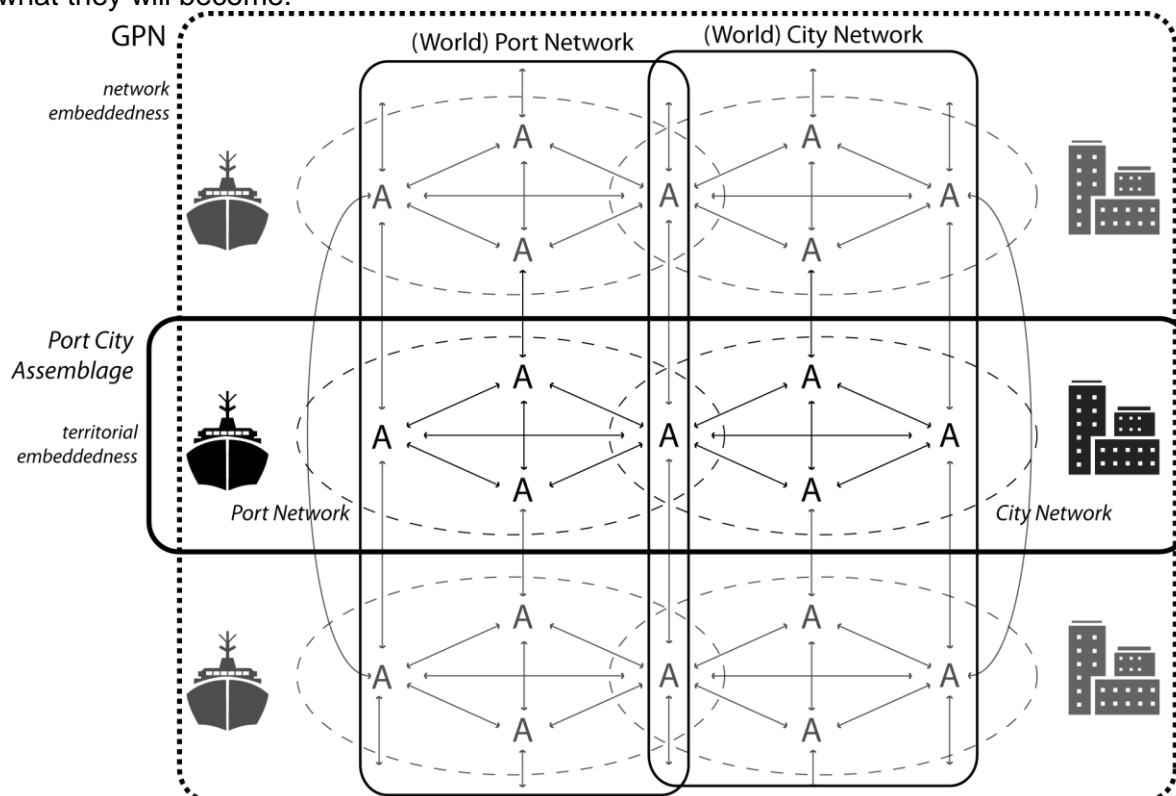 what they will become.
GPN
(World) Port Network
(World) City Network
network
embeddedness
A
A
A
A
A
A
A
Port City
Assemblage
territorial
embeddedness
A
A
A
A
A
A
A
Port Network
City Network
A
A
A
A
A
A
A